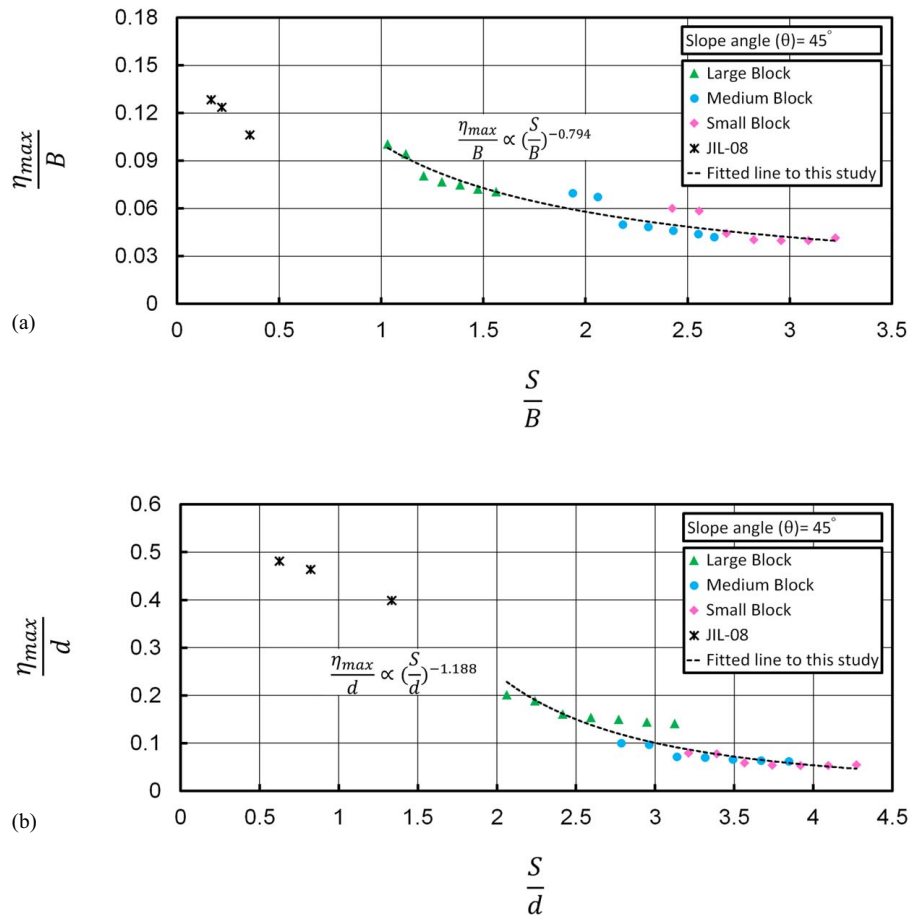 0.18
0.15
0.12
0.09
0.06
0.03
0
η_max/B
Slope angle (θ)= 45°
Large Block
Medium Block
Small Block
JIL-08
Fitted line to this study
η_max/B ∝ (S/B)^−0.794
(a)
0 0.5 1 1.5 2 2.5 3 3.5
S/B
0.6
0.5
0.4
0.3
0.2
0.1
0
η_max/d
Slope angle (θ)= 45°
Large Block
Medium Block
Small Block
JIL-08
Fitted line to this study
η_max/d ∝ (S/d)^−1.188
(b)
0 0.5 1 1.5 2 2.5 3 3.5 4 4.5
S/d